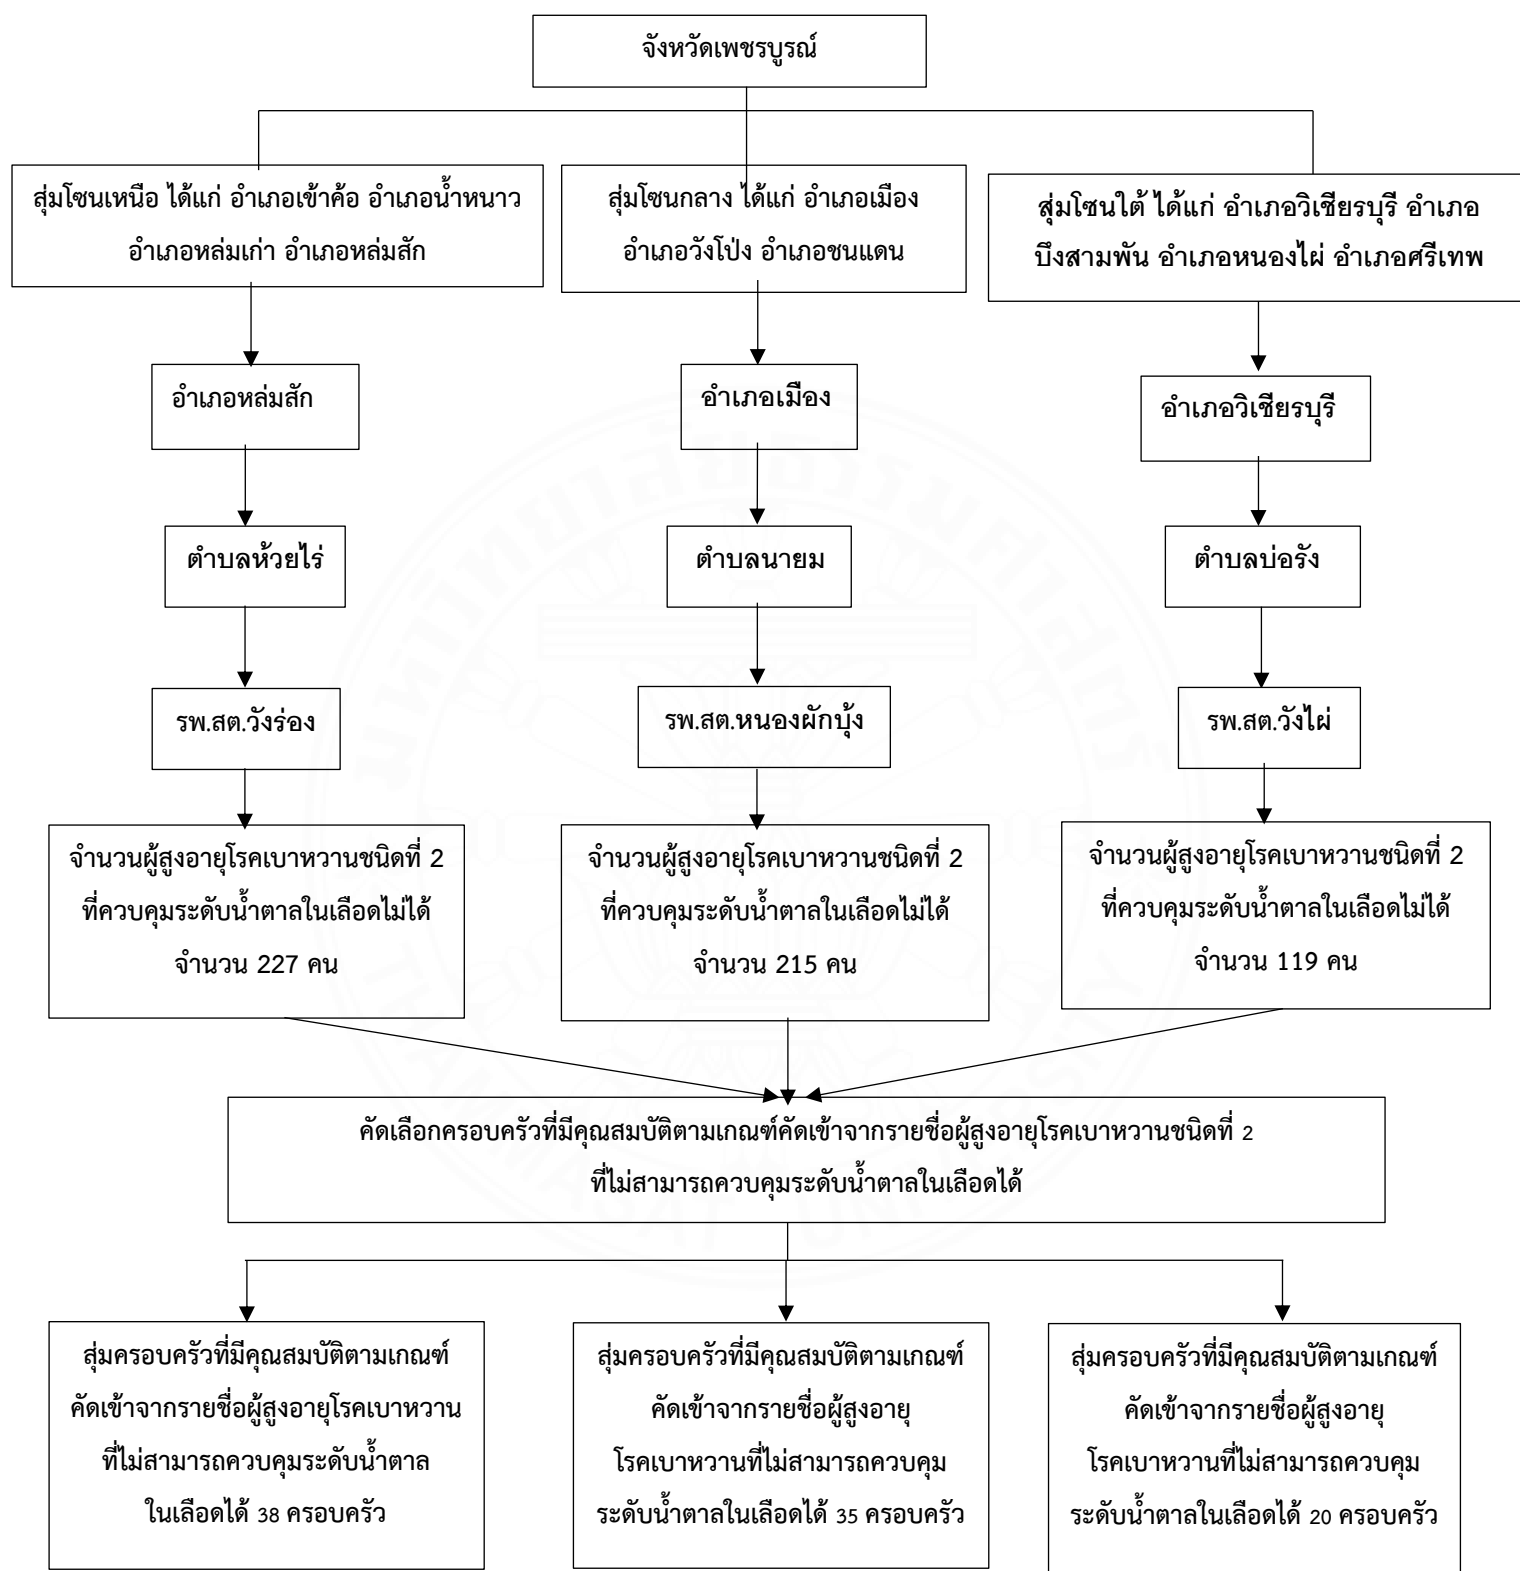 จังหวัดเพชรบูรณ์
สุ่มโซนเหนือ ได้แก่ อำเภอเข้าค้อ อำเภอน้ำหนาว
อำเภอหล่มเก่า อำเภอหล่มสัก
สุ่มโซนกลาง ได้แก่ อำเภอเมือง
อำเภอวังโป่ง อำเภอชนแดน
สุ่มโซนใต้ ได้แก่ อำเภอวิเชียรบุรี อำเภอ
บึงสามพัน อำเภอหนองไผ่ อำเภอศรีเทพ
อำเภอหล่มสัก
อำเภอเมือง
อำเภอวิเชียรบุรี
ตำบลห้วยไร่
ตำบลนายม
ตำบลบ่อรัง
รพ.สต.วังร่อง
รพ.สต.หนองผักบุ้ง
รพ.สต.วังไผ่
จำนวนผู้สูงอายุโรคเบาหวานชนิดที่ 2
ที่ควบคุมระดับน้ำตาลในเลือดไม่ได้
จำนวน 227 คน
จำนวนผู้สูงอายุโรคเบาหวานชนิดที่ 2
ที่ควบคุมระดับน้ำตาลในเลือดไม่ได้
จำนวน 215 คน
จำนวนผู้สูงอายุโรคเบาหวานชนิดที่ 2
ที่ควบคุมระดับน้ำตาลในเลือดไม่ได้
จำนวน 119 คน
คัดเลือกครอบครัวที่มีคุณสมบัติตามเกณฑ์คัดเข้าจากรายชื่อผู้สูงอายุโรคเบาหวานชนิดที่ 2
ที่ไม่สามารถควบคุมระดับน้ำตาลในเลือดได้
สุ่มครอบครัวที่มีคุณสมบัติตามเกณฑ์
คัดเข้าจากรายชื่อผู้สูงอายุโรคเบาหวาน
ที่ไม่สามารถควบคุมระดับน้ำตาล
ในเลือดได้ 38 ครอบครัว
สุ่มครอบครัวที่มีคุณสมบัติตามเกณฑ์
คัดเข้าจากรายชื่อผู้สูงอายุ
โรคเบาหวานที่ไม่สามารถควบคุม
ระดับน้ำตาลในเลือดได้ 35 ครอบครัว
สุ่มครอบครัวที่มีคุณสมบัติตามเกณฑ์
คัดเข้าจากรายชื่อผู้สูงอายุ
โรคเบาหวานที่ไม่สามารถควบคุม
ระดับน้ำตาลในเลือดได้ 20 ครอบครัว
มหาวิทยาลัยธรรมศาสตร์
THAMMASAT UNIVERSITY